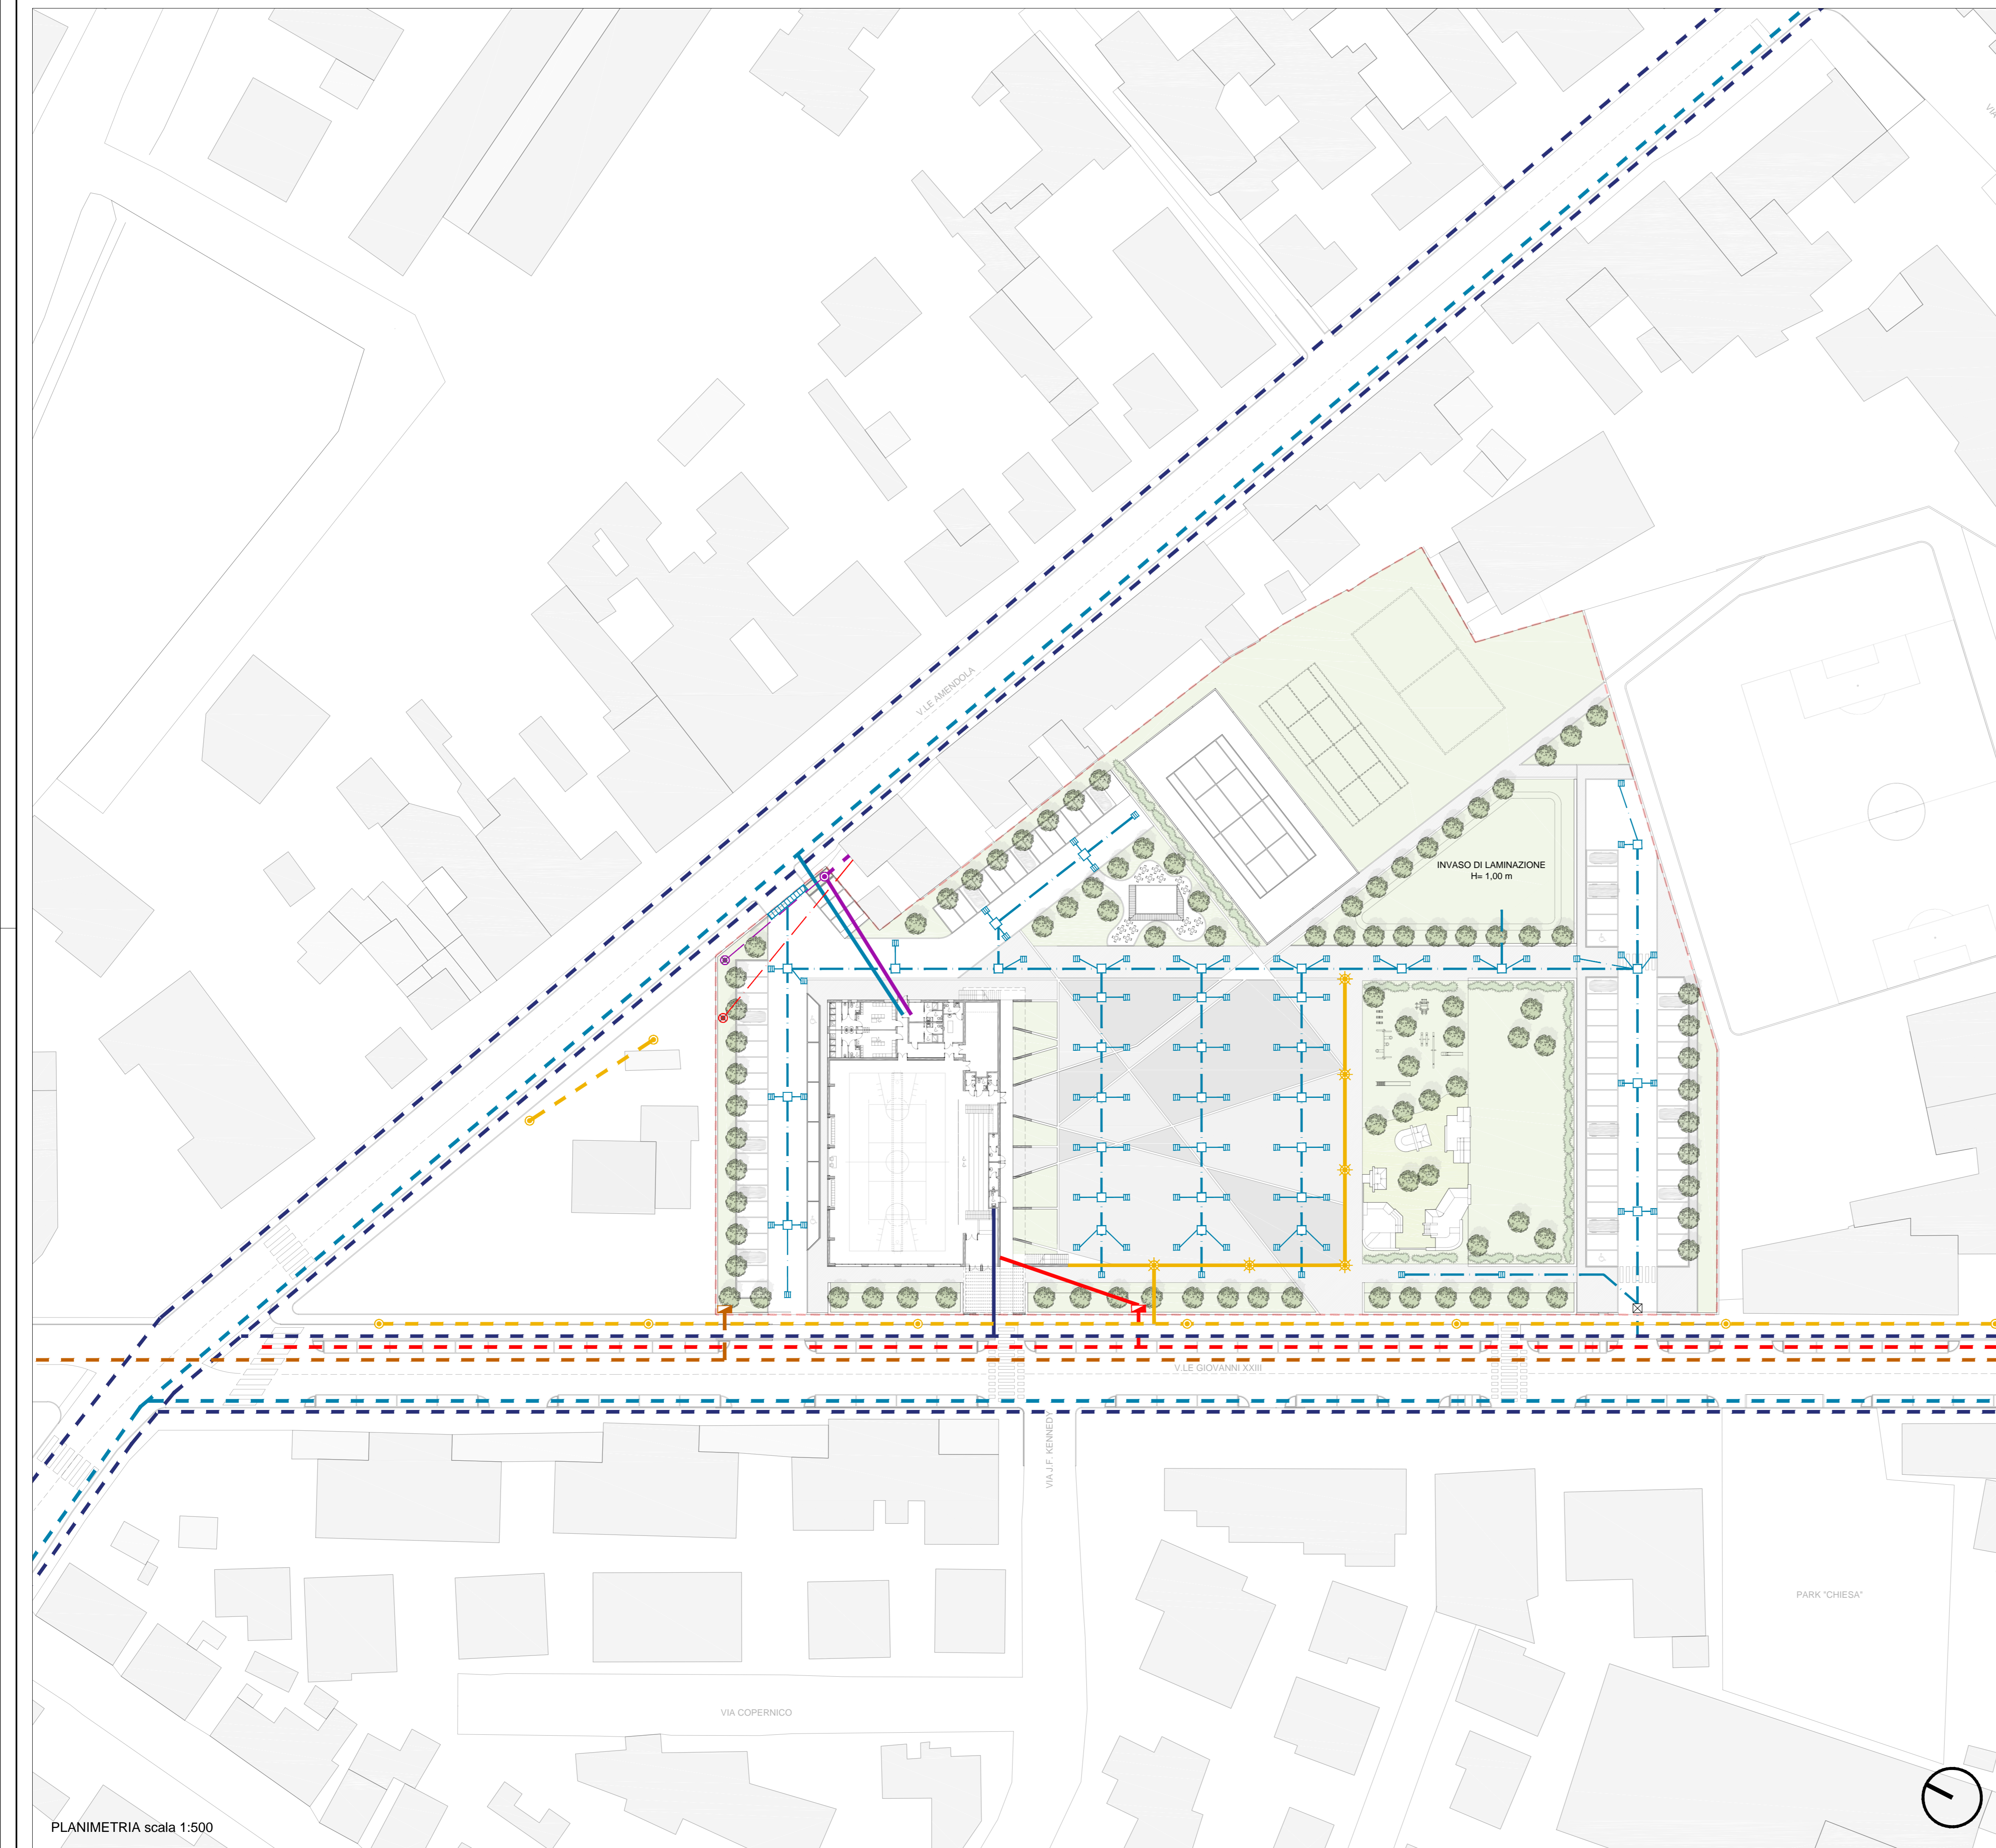 V.LE AMENDOLA
INVASO DI LAMINAZIONE
H= 1,00 m
V.LE GIOVANNI XXIII
VIA J.F. KENNEDY
PARK "CHIESA"
VIA COPERNICO
PLANIMETRIA scala 1:500